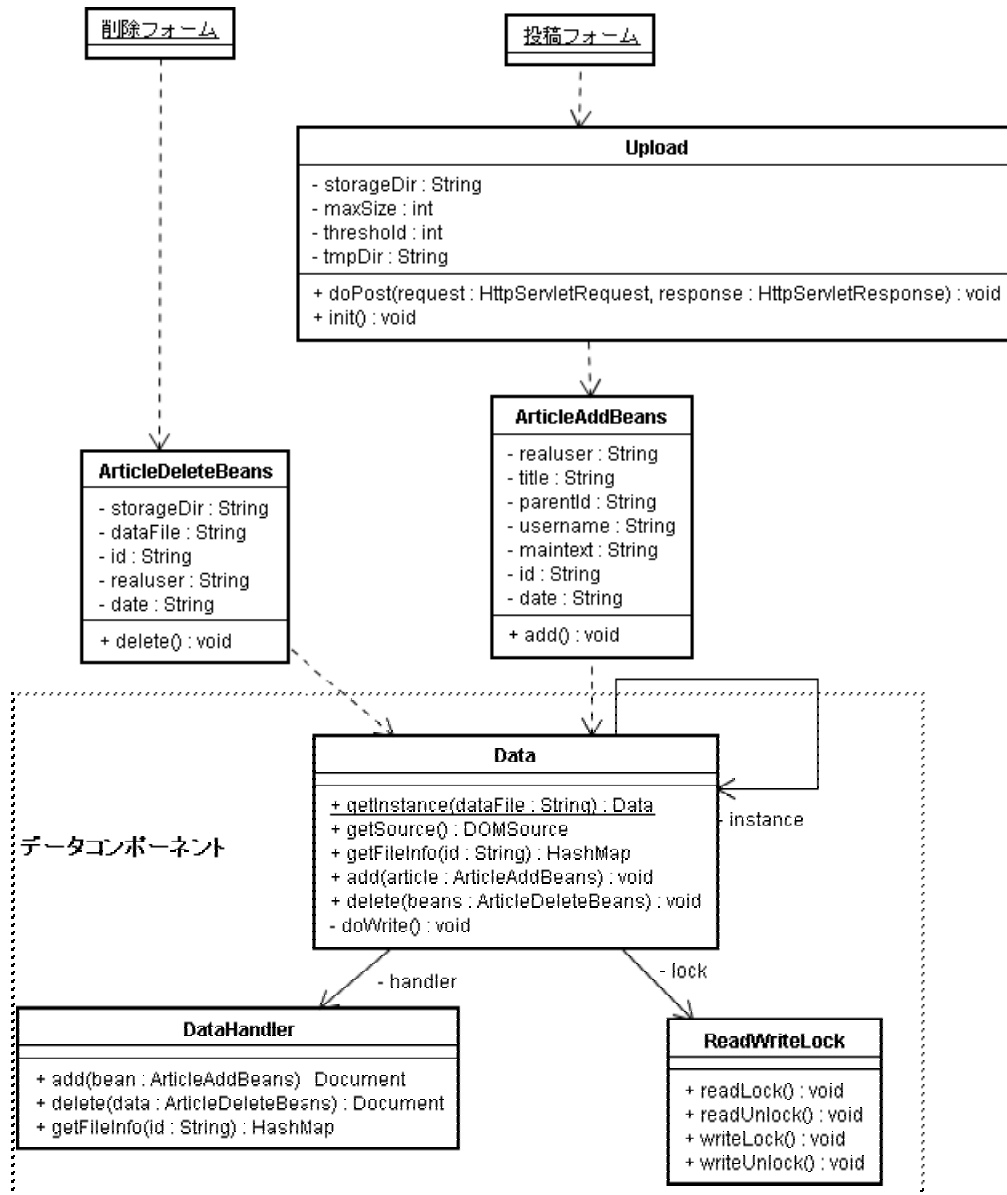 削除フォーム
投稿フォーム
Upload
- storageDir : String
- maxSize : int
- threshold : int
- tmpDir : String
+ doPost(request : HttpServletRequest, response : HttpServletResponse) : void
+ init() : void
ArticleDeleteBeans
- storageDir : String
- dataFile : String
- id : String
- realuser : String
- date : String
+ delete() : void
ArticleAddBeans
- realuser : String
- title : String
- parentId : String
- username : String
- maintext : String
- id : String
- date : String
+ add() : void
データコンポーネント
Data
+ getInstance(dataFile : String) : Data
+ getSource() : DOMSource
+ getFileInfo(id : String) : HashMap
+ add(article : ArticleAddBeans) : void
+ delete(beans : ArticleDeleteBeans) : void
- doWrite() : void
- instance
- handler
- lock
DataHandler
+ add(bean : ArticleAddBeans) Document
+ delete(data : ArticleDeleteBeans) : Document
+ getFileInfo(id : String) : HashMap
ReadWriteLock
+ readLock() : void
+ readUnlock() : void
+ writeLock() : void
+ writeUnlock() : void